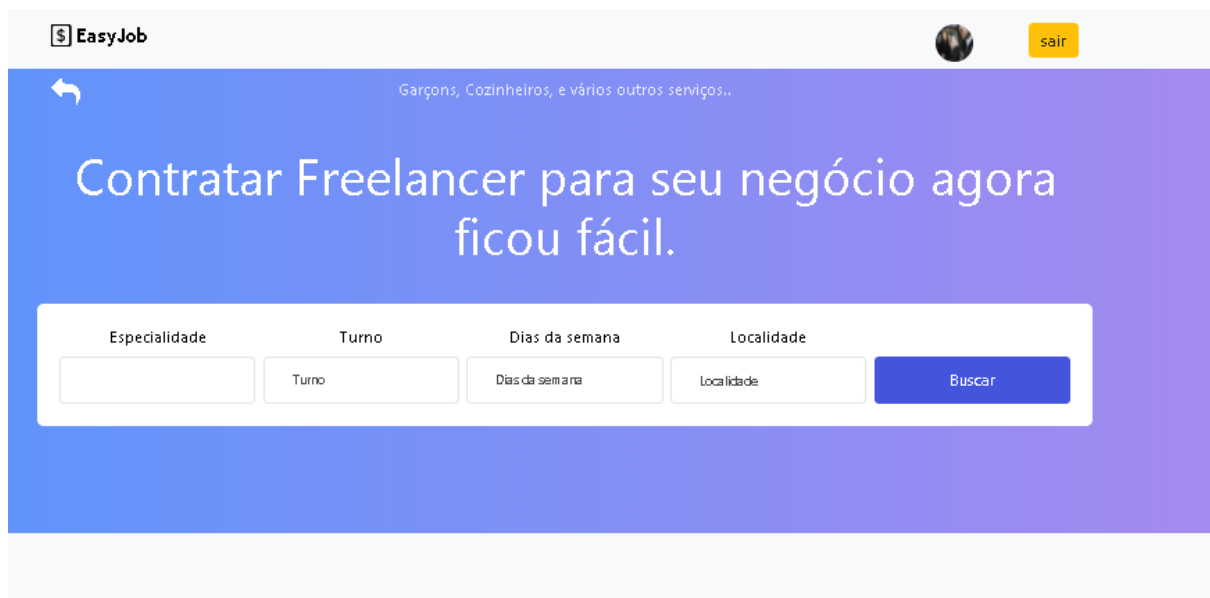 $ EasyJob
sair
Garçons, Cozinheiros, e vários outros serviços..
Contratar Freelancer para seu negócio agora
ficou fácil.
Especialidade Turno Dias da semana Localidade
Turno Dias da semana Localidade Buscar